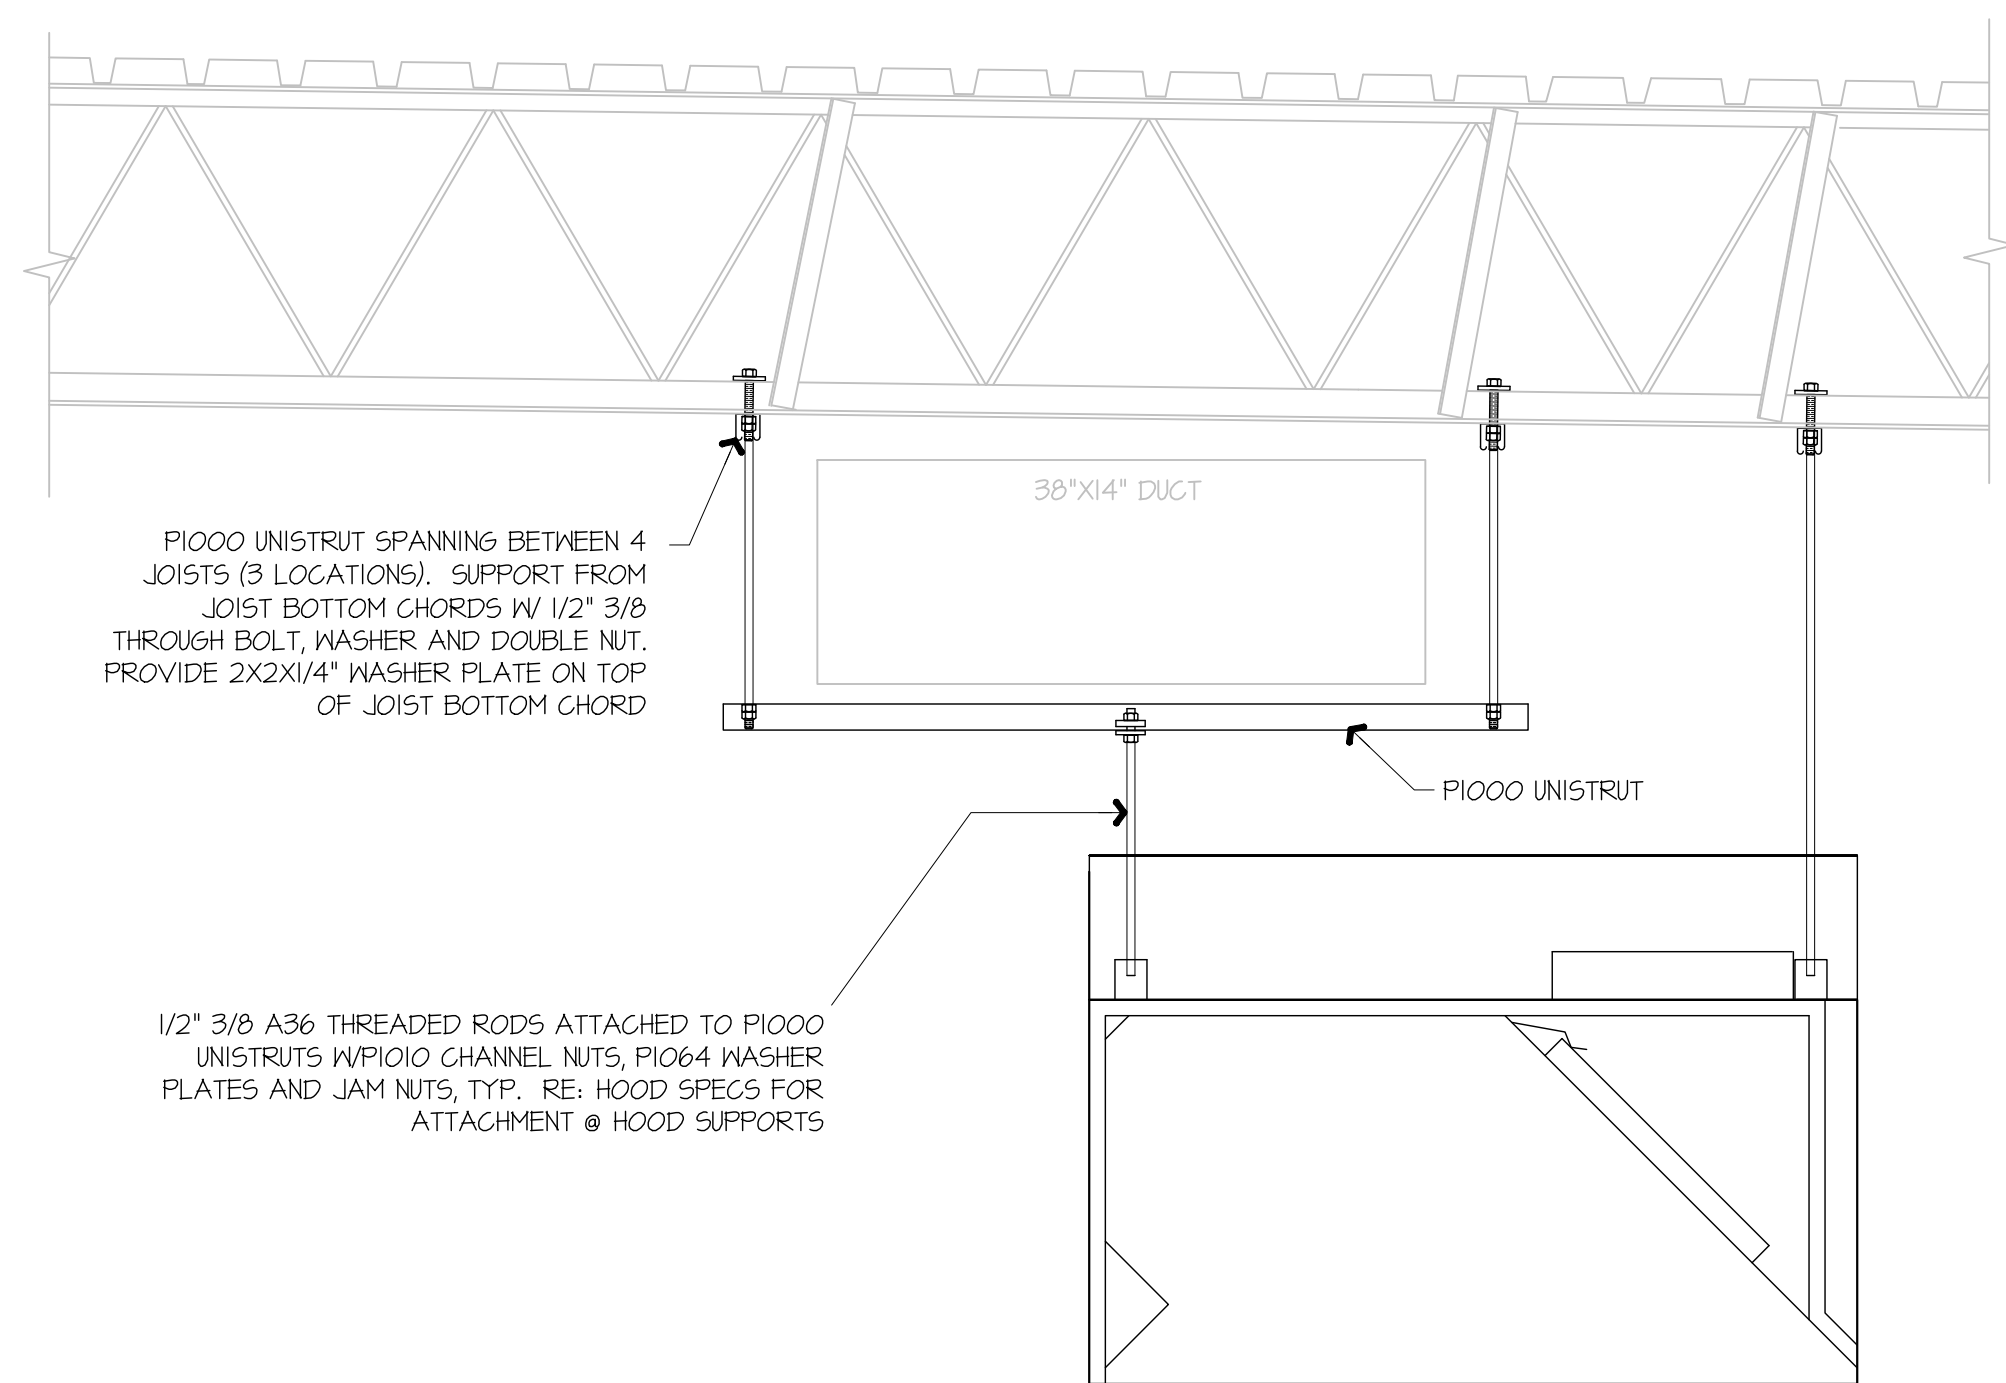 38"X14" DUCT
P1000 UNISTRUT SPANNING BETWEEN 4
JOISTS (3 LOCATIONS).  SUPPORT FROM
JOIST BOTTOM CHORDS W/ 1/2" 3/8
THROUGH BOLT, WASHER AND DOUBLE NUT.
PROVIDE 2X2X1/4" WASHER PLATE ON TOP
OF JOIST BOTTOM CHORD
P1000 UNISTRUT
1/2" 3/8 A36 THREADED RODS ATTACHED TO P1000
UNISTRUTS W/P1010 CHANNEL NUTS, P1064 WASHER
PLATES AND JAM NUTS, TYP.  RE: HOOD SPECS FOR
ATTACHMENT @ HOOD SUPPORTS